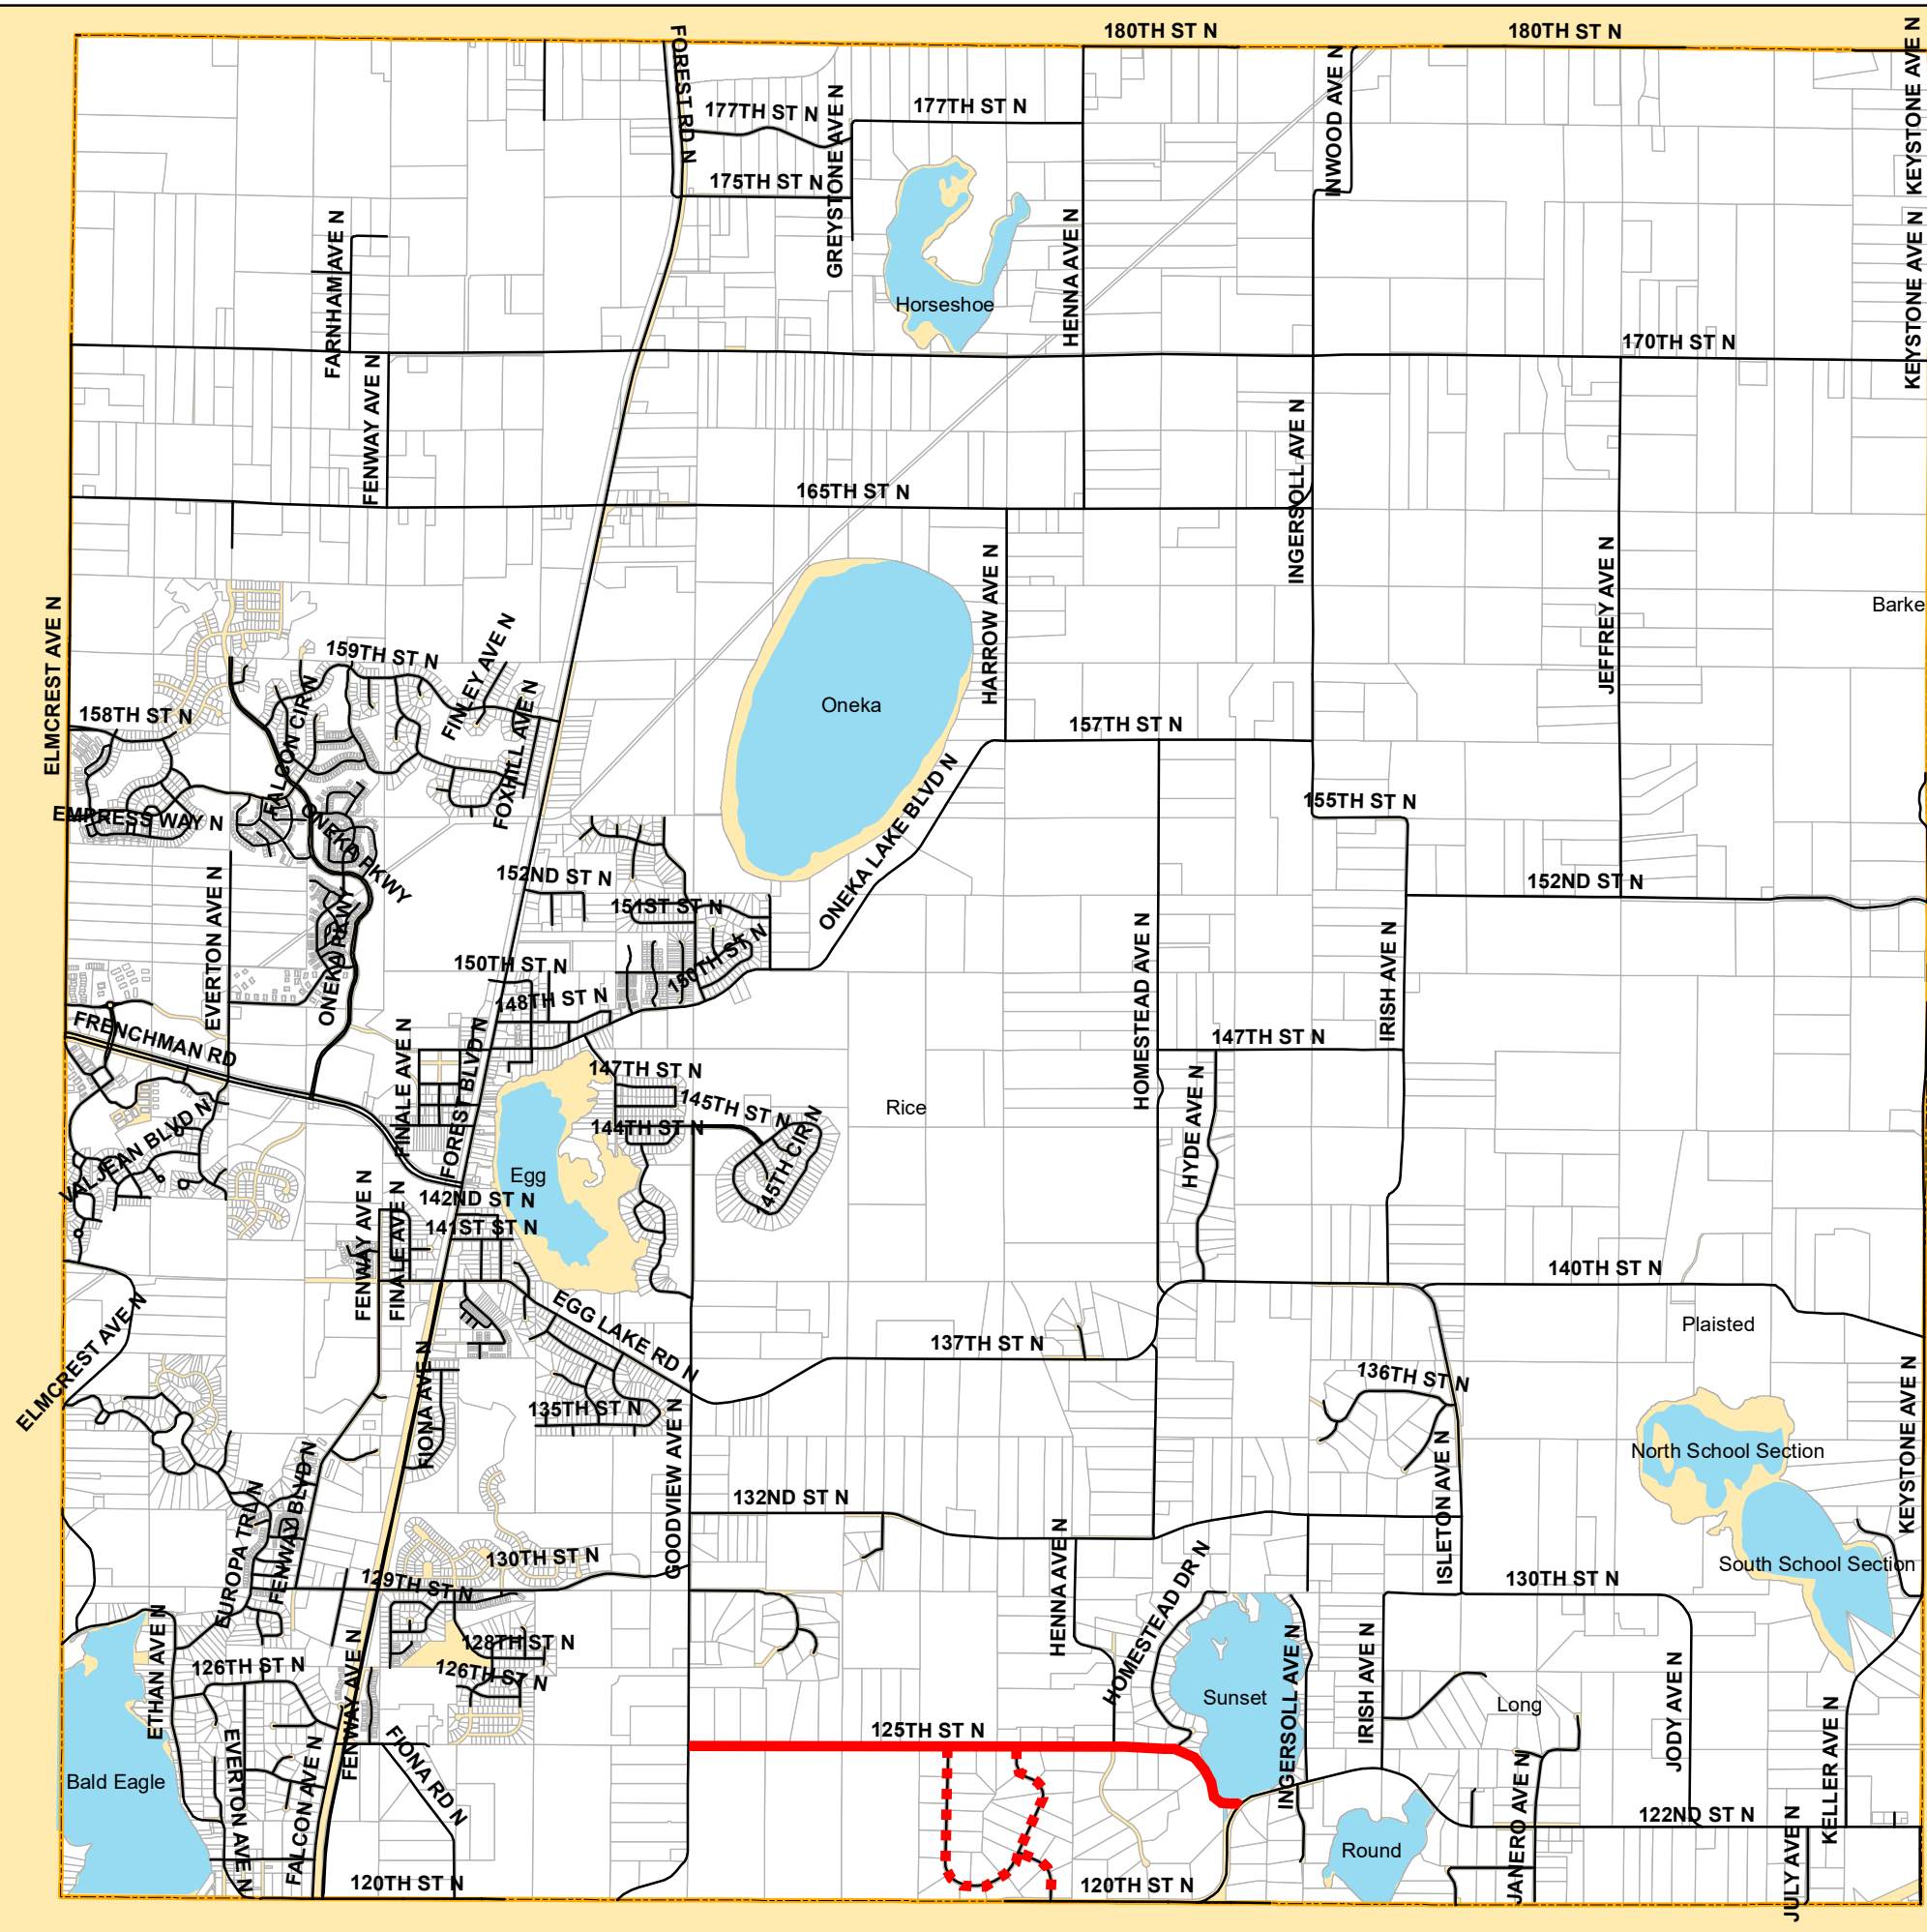 180TH ST N
180TH ST N
KEYSTONE AVE N
FOREST RD N
INWOOD AVE N
177TH ST N
177TH ST N
GREYSTONE AVE N
175TH ST N
KEYSTONE AVE N
FARNHAM AVE N
HENNA AVE N
Horseshoe
170TH ST N
KEYSTONE AVE N
FENWAY AVE N
INGERSOLL AVE N
165TH ST N
HARROW AVE N
JEFFREY AVE N
Barke
ELMCREST AVE N
159TH ST N
FINLEY AVE N
FALCON CIR N
FOXHILL AVE N
Oneka
158TH ST N
157TH ST N
EMPRESS WAY N
ONEKA PKWY
ONEKA LAKE BLVD N
155TH ST N
152ND ST N
152ND ST N
151ST ST N
EVERTON AVE N
ONEKA PKWY
150TH ST N
150TH ST N
HOMESTEAD AVE N
IRISH AVE N
148TH ST N
FRENCHMAN RD
FINALE AVE N
FOREST BLVD N
147TH ST N
147TH ST N
HYDE AVE N
145TH ST N
Rice
144TH ST N
145TH CIR N
VALJEAN BLVD N
Egg
142ND ST N
FENWAY AVE N
FINALE AVE N
141ST ST N
140TH ST N
ELMCREST AVE N
EGG LAKE RD N
Plaisted
137TH ST N
FIONA AVE N
136TH ST N
KEYSTONE AVE N
135TH ST N
GOODVIEW AVE N
North School Section
ISLETON AVE N
132ND ST N
EUROPA TRL N
FENWAY BLVD N
130TH ST N
HENNA AVE N
HOMESTEAD DR N
South School Section
129TH ST N
130TH ST N
ETHAN AVE N
128TH ST N
126TH ST N
126TH ST N
FENWAY AVE N
INGERSOLL AVE N
IRISH AVE N
JODY AVE N
Sunset
Long
KELLER AVE N
125TH ST N
EVERTON AVE N
FALCON AVE N
FIONA RD N
Bald Eagle
JANERO AVE N
122ND ST N
JULY AVE N
Round
120TH ST N
120TH ST N